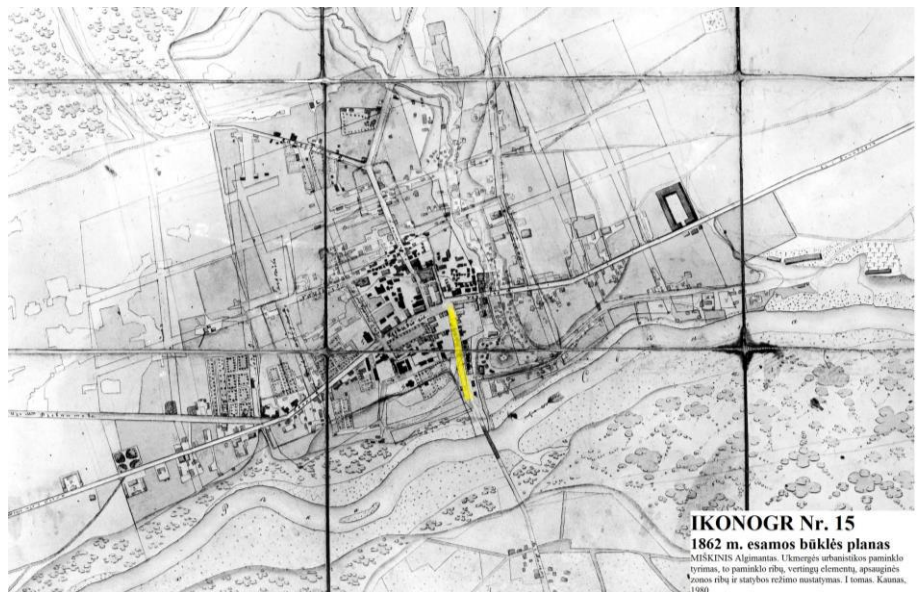 IKONOGR Nr. 15
1862 m. esamos būklės planas
MIŠKINIS Algimantas. Ukmergės urbanistikos paminklo
tyrimas, to paminklo ribų, vertingų elementų, apsauginės
zonos ribų ir statybos režimo nustatymas. I tomas. Kaunas,
1980